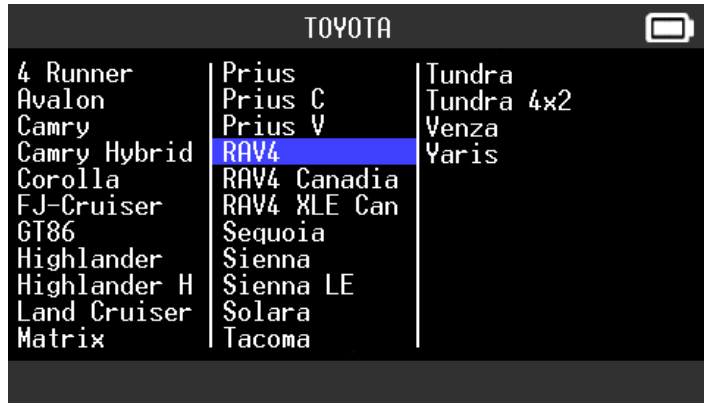 TOYOTA
4 Runner
Avalon
Camry
Camry Hybrid
Corolla
FJ-Cruiser
GT86
Highlander
Highlander H
Land Cruiser
Matrix
Prius
Prius C
Prius V
RAV4
RAV4 Canadia
RAV4 XLE Can
Sequoia
Sienna
Sienna LE
Solara
Tacoma
Tundra
Tundra 4x2
Venza
Yaris